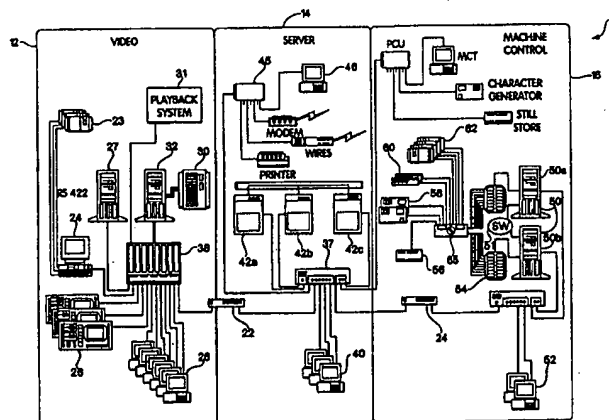 14
12
VIDEO
SERVER
MACHINE
CONTROL
16
31
PLAYBACK
SYSTEM
23
27
32
30
RS 422
24
38
28
26
45
46
MODEM
WIRES
PRINTER
42a
42b
42c
37
22
40
PCU
MCT
CHARACTER
GENERATOR
STILL
STORE
62
60
58
56
SW
54
50a
50
50b
24
52